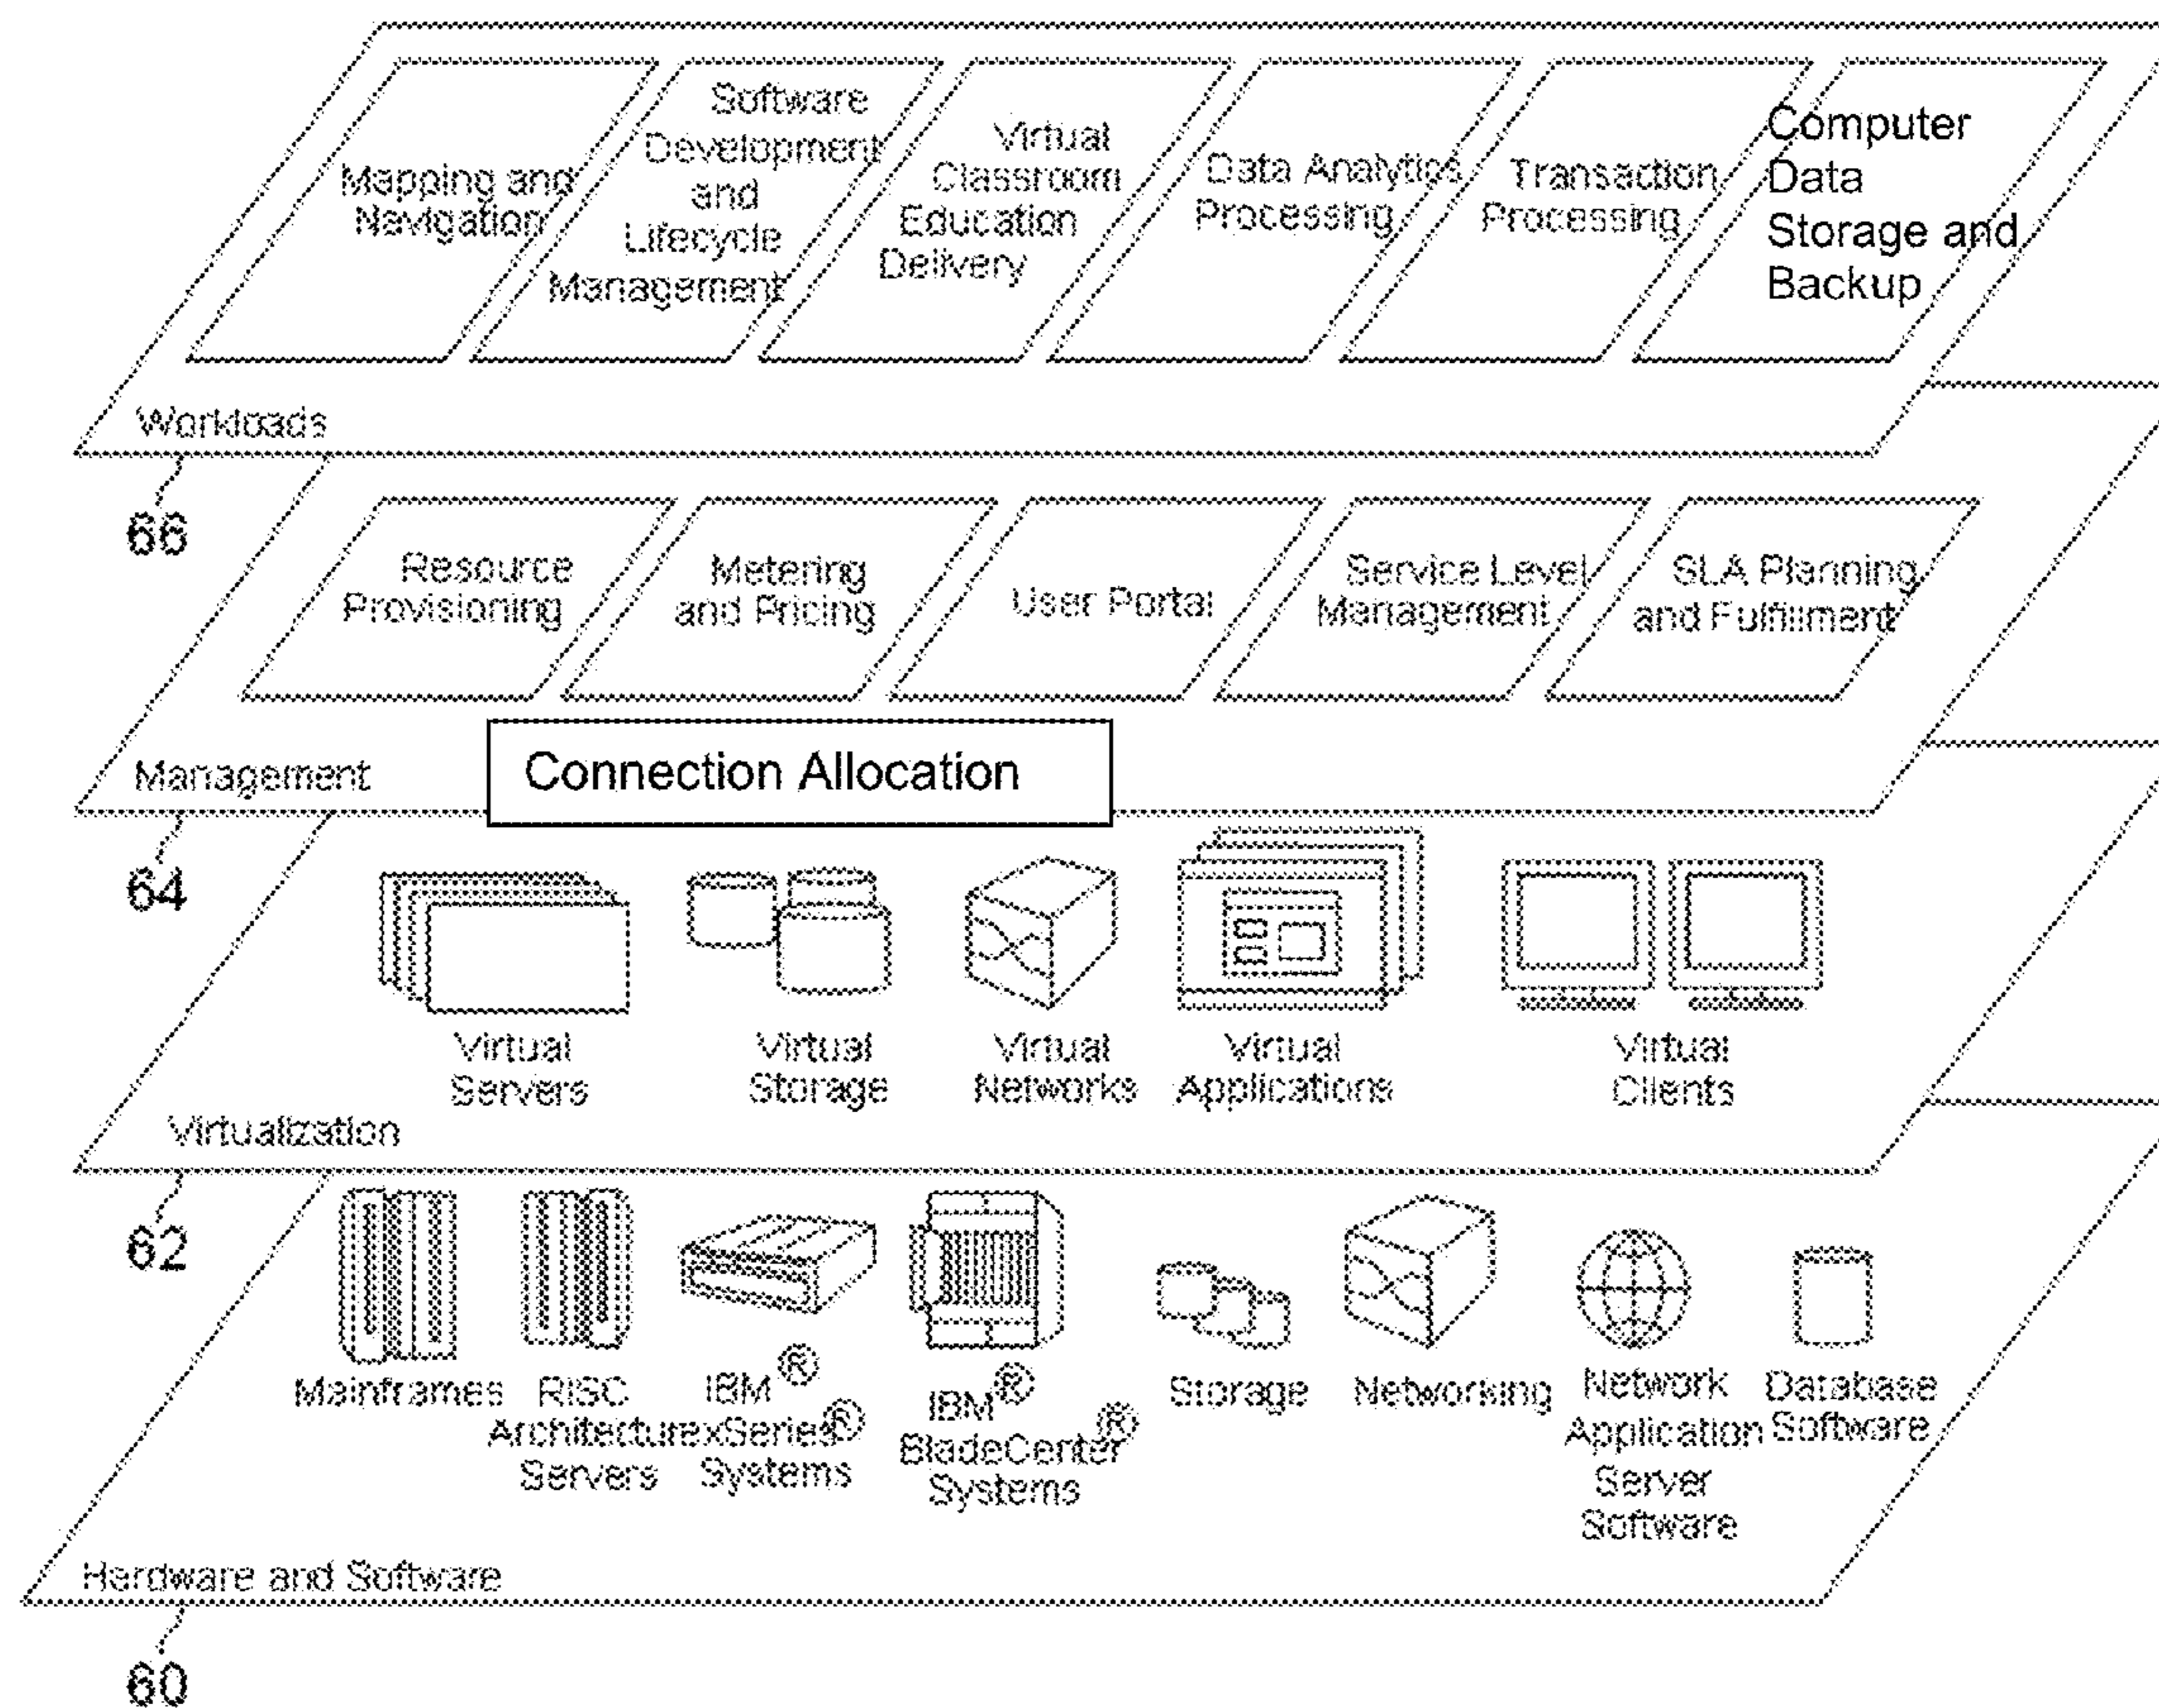 Mapping and
Navigation
Software
Development
and
Lifecycle
Management
Virtual
Classroom
Education
Delivery
Data Analytics
Processing
Transaction
Processing
Computer
Data
Storage and
Backup
Workloads
66
Resource
Provisioning
Metering
and Pricing
User Portal
Service Level
Management
SLA Planning
and Fulfillment
Connection Allocation
Management
64
Virtual
Servers
Virtual
Storage
Virtual
Networks
Virtual
Applications
Virtual
Clients
Virtualization
62
Mainframes
RISC
Architecture
Servers
IBM®
xSeries®
Systems
IBM®
BladeCenter®
Systems
Storage
Networking
Network
Application
Server
Software
Database
Software
Hardware and Software
60